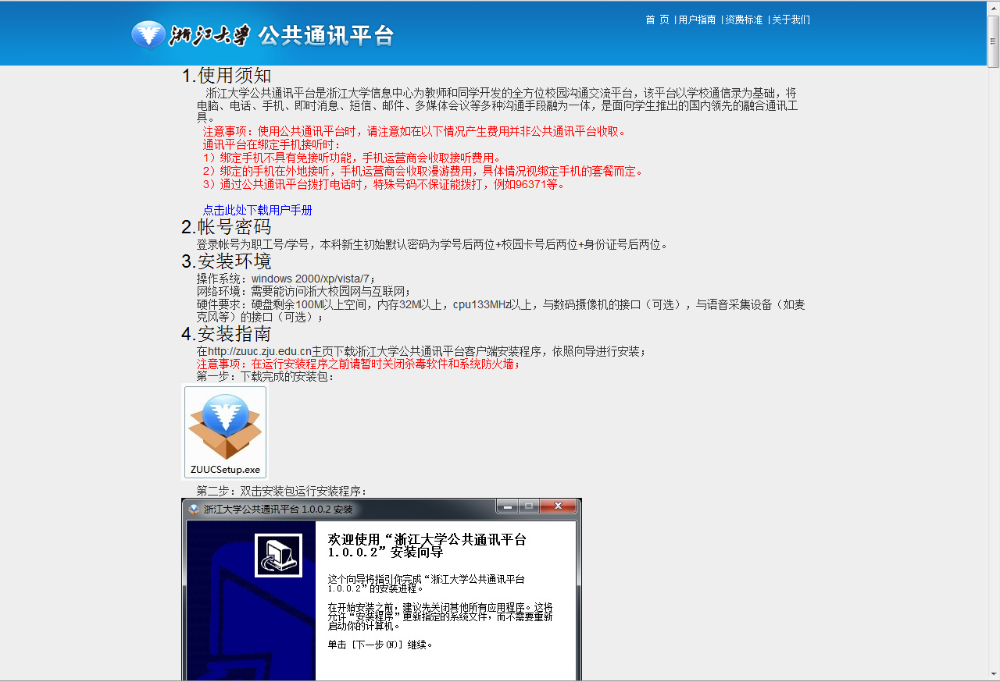 浙江大学 公共通讯平台
首 页 |用户指南 |资费标准 |关于我们
1.使用须知
浙江大学公共通讯平台是浙江大学信息中心为教师和同学开发的全方位校园沟通交流平台，该平台以学校通信录为基础，将
电脑、电话、手机、即时消息、短信、邮件、多媒体会议等多种沟通手段融为一体，是面向学生推出的国内领先的融合通讯工
具。
注意事项：使用公共通讯平台时，请注意如在以下情况产生费用并非公共通讯平台收取。
通讯平台在绑定手机接听时：
1）绑定手机不具有免接听功能，手机运营商会收取接听费用。
2）绑定的手机在外地接听，手机运营商会收取漫游费用，具体情况视绑定手机的套餐而定。
3）通过公共通讯平台拨打电话时，特殊号码不保证能拨打，例如96371等。
点击此处下载用户手册
2.帐号密码
登录帐号为职工号/学号，本科新生初始默认密码为学号后两位+校园卡号后两位+身份证号后两位。
3.安装环境
操作系统：windows 2000/xp/vista/7；
网络环境：需要能访问浙大校园网与互联网；
硬件要求：硬盘剩余100M以上空间，内存32M以上，cpu133MHz以上，与数码摄像机的接口（可选），与语音采集设备（如麦
克风等）的接口（可选）；
4.安装指南
在http://zuuc.zju.edu.cn主页下载浙江大学公共通讯平台客户端安装程序，依照向导进行安装；
注意事项：在运行安装程序之前请暂时关闭杀毒软件和系统防火墙；
第一步：下载完成的安装包：
ZUUCSetup.exe
第二步：双击安装包运行安装程序：
浙江大学公共通讯平台 1.0.0.2 安装
欢迎使用“浙江大学公共通讯平台
1.0.0.2”安装向导
这个向导将指引你完成“浙江大学公共通讯平台
1.0.0.2”的安装进程。
在开始安装之前，建议先关闭其他所有应用程序。这将
允许“安装程序”更新指定的系统文件，而不需要重新
启动你的计算机。
单击 [下一步(N)] 继续。